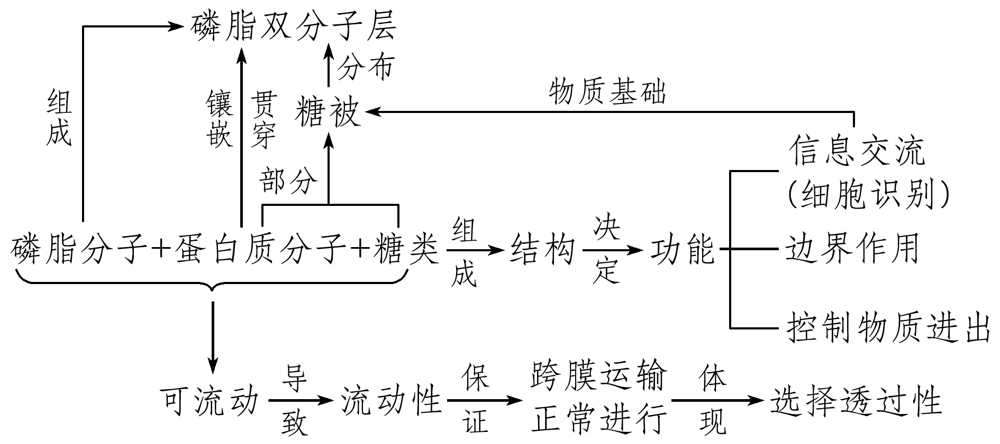 磷脂双分子层
分布
物质基础
组成
镶嵌
贯穿
糖被
部分
信息交流
(细胞识别)
磷脂分子+蛋白质分子+糖类
组成
结构
决定
功能
边界作用
控制物质进出
可流动
导致
流动性
保证
跨膜运输
正常进行
体现
选择透过性